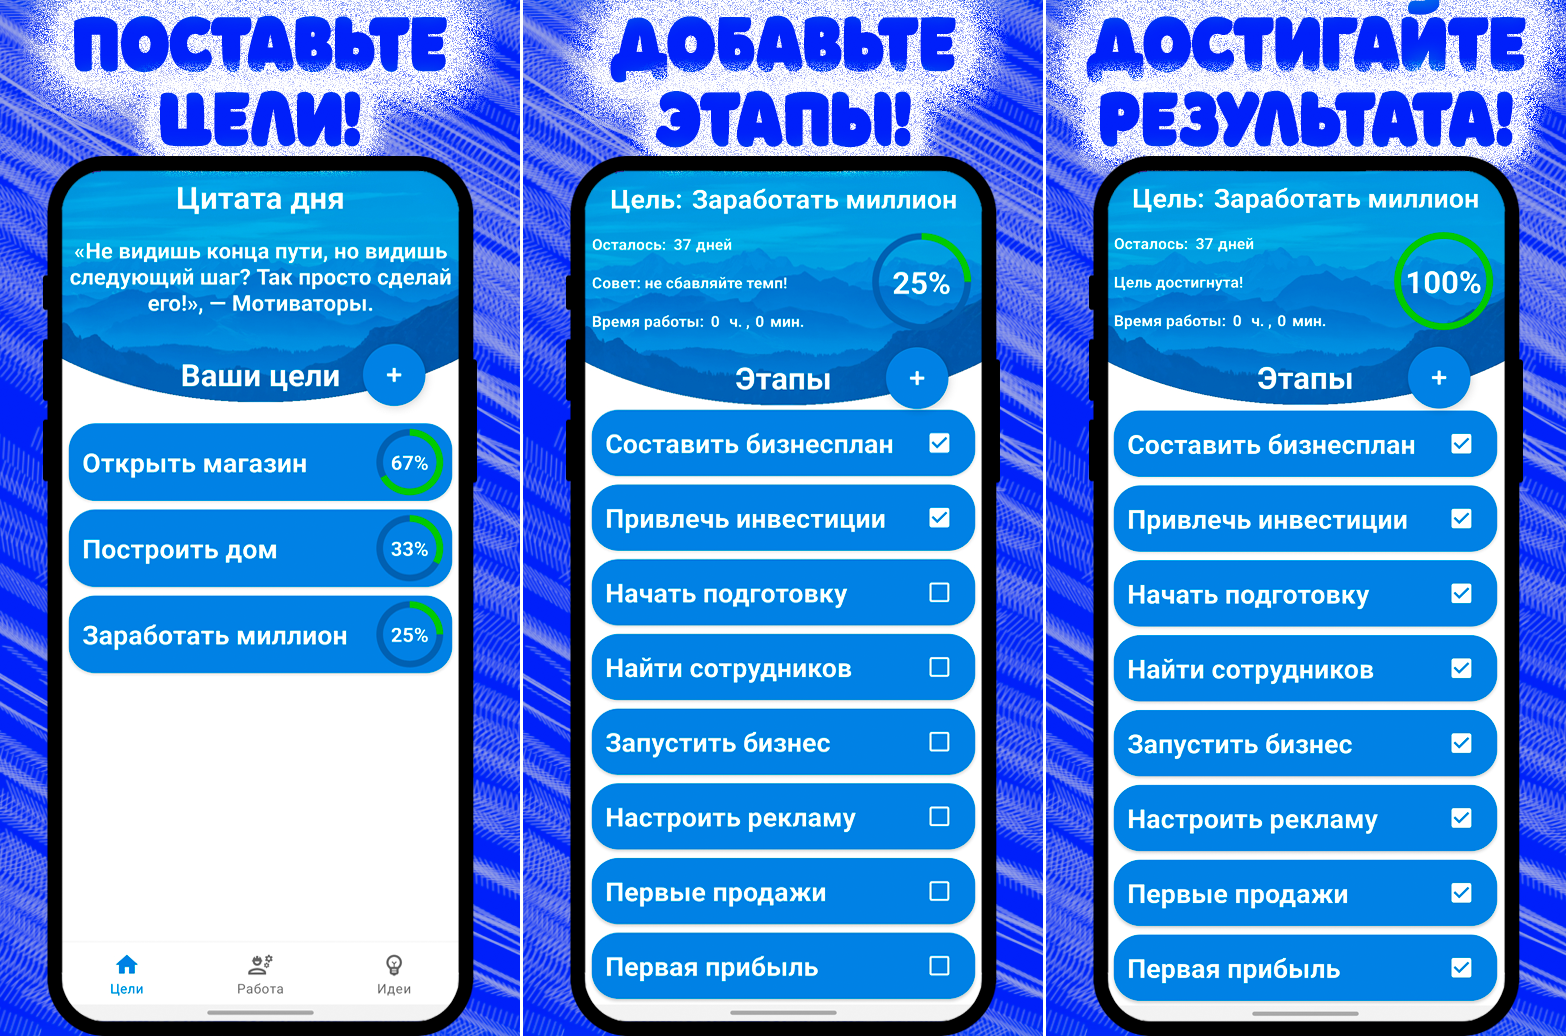 ПОСТАВЬТЕ
ЦЕЛИ!
Цитата дня
«Не видишь конца пути, но видишь
следующий шаг? Так просто сделай
его!», — Мотиваторы.
Ваши цели
+
Открыть магазин
67%
Построить дом
33%
Заработать миллион
25%
Цели
Работа
Идеи
ДОБАВЬТЕ
ЭТАПЫ!
Цель: Заработать миллион
Осталось: 37 дней
Совет: не сбавляйте темп!
Время работы: 0 ч. , 0 мин.
25%
Этапы
+
Составить бизнесплан
Привлечь инвестиции
Начать подготовку
Найти сотрудников
Запустить бизнес
Настроить рекламу
Первые продажи
Первая прибыль
ДОСТИГАЙТЕ
РЕЗУЛЬТАТА!
Цель: Заработать миллион
Осталось: 37 дней
Цель достигнута!
Время работы: 0 ч. , 0 мин.
100%
Этапы
+
Составить бизнесплан
Привлечь инвестиции
Начать подготовку
Найти сотрудников
Запустить бизнес
Настроить рекламу
Первые продажи
Первая прибыль